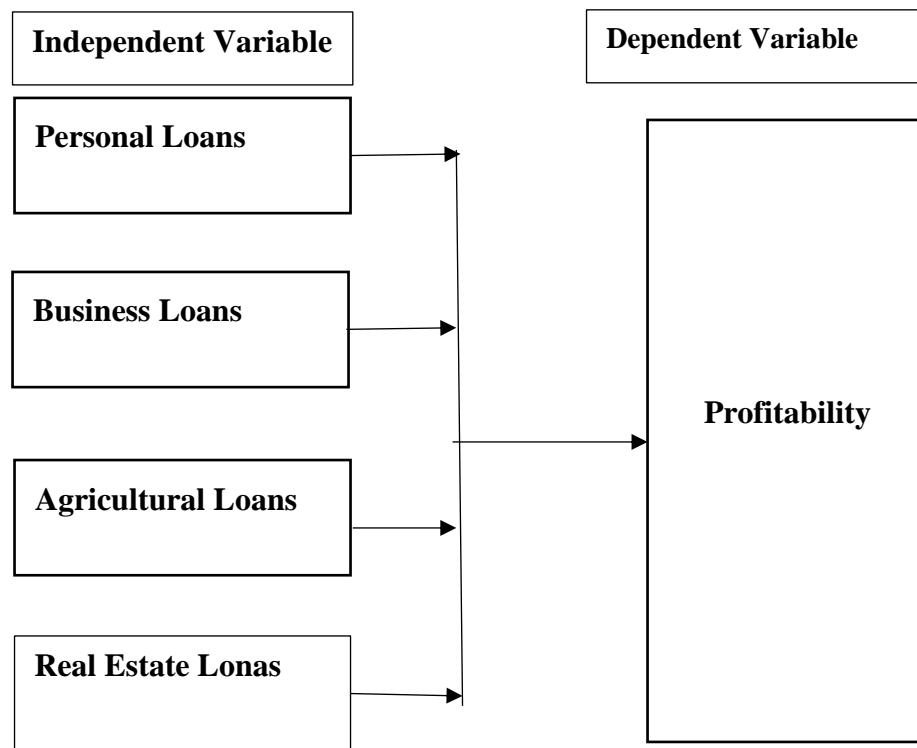 Independent Variable
Dependent Variable
Personal Loans
Business Loans
Profitability
Agricultural Loans
Real Estate Lonas